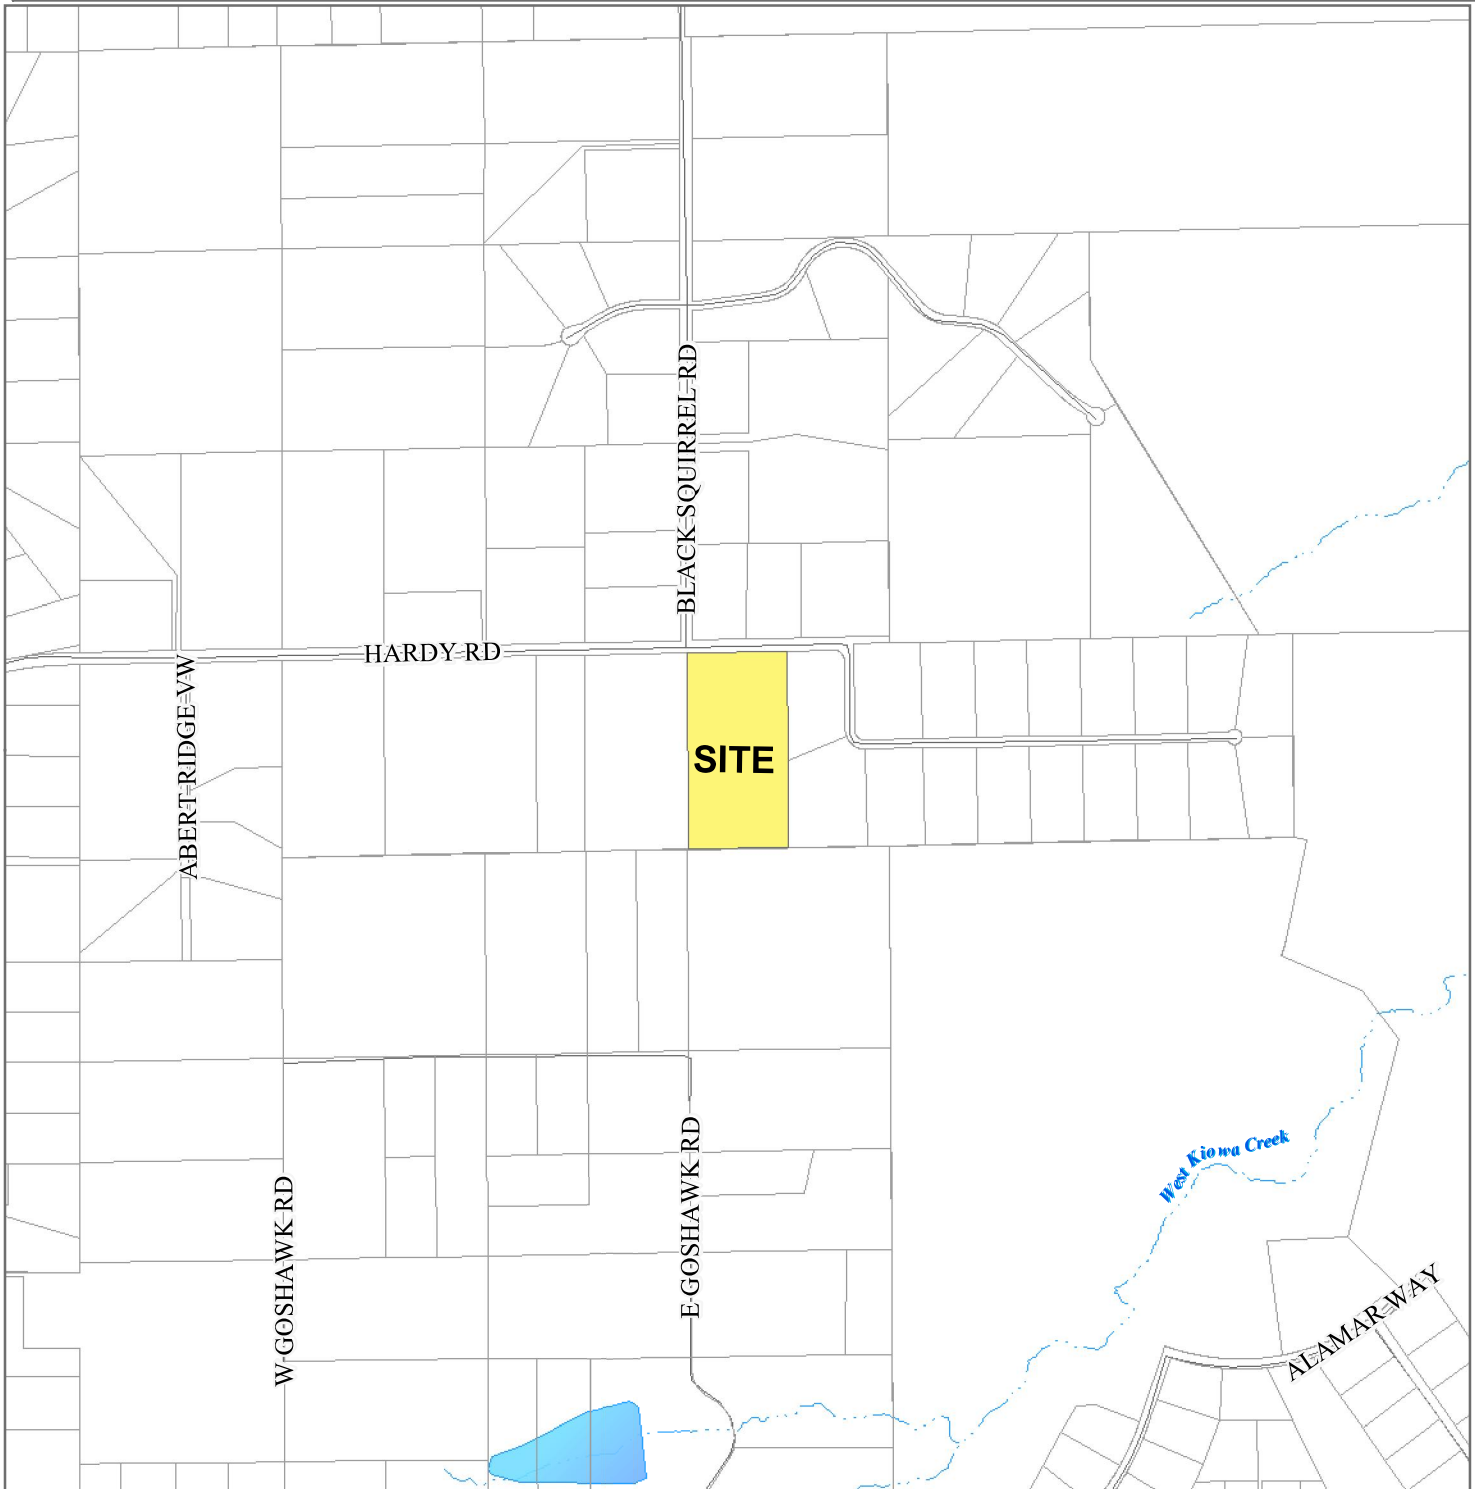 BLACK SQUIRREL RD
HARDY RD
ABERT RIDGE VW
SITE
West Kiowa Creek
E GOSHAWK RD
W GOSHAWK RD
ALAMAR WAY